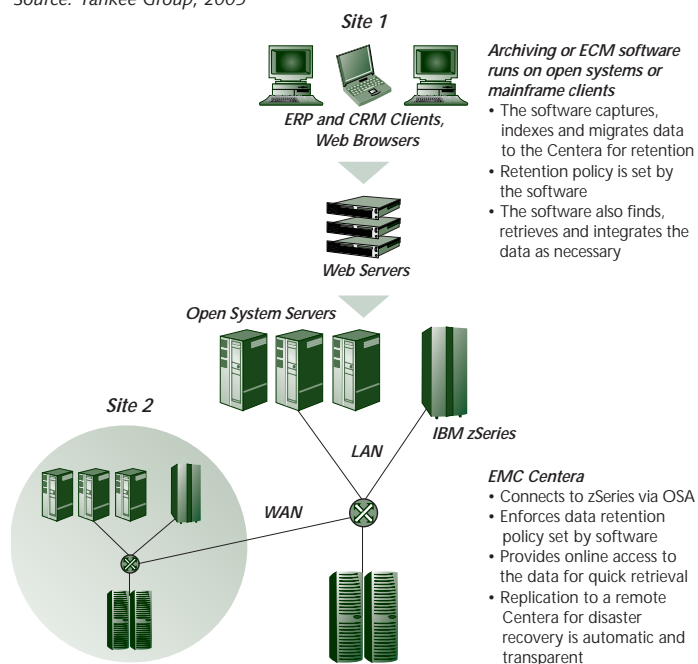 Source: Yankee Group, 2005
Site 1
ERP and CRM Clients,
Web Browsers
Archiving or ECM software
runs on open systems or
mainframe clients
• The software captures,
indexes and migrates data
to the Centera for retention
• Retention policy is set by
the software
• The software also finds,
retrieves and integrates the
data as necessary
Web Servers
Open System Servers
IBM zSeries
Site 2
LAN
WAN
EMC Centera
• Connects to zSeries via OSA
• Enforces data retention
policy set by software
• Provides online access to
the data for quick retrieval
• Replication to a remote
Centera for disaster
recovery is automatic and
transparent